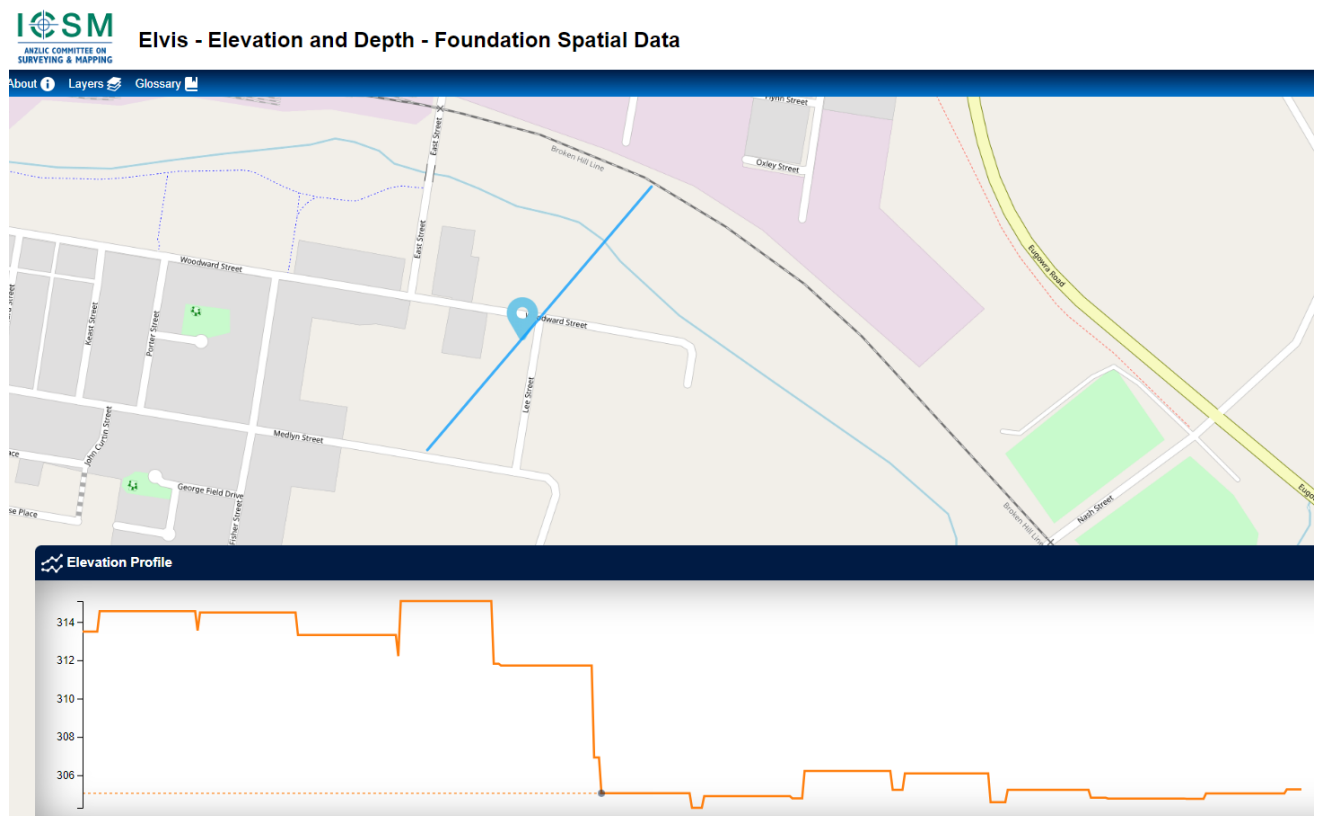 ICSM
ANZLIC COMMITTEE ON
SURVEYING & MAPPING
Elvis - Elevation and Depth - Foundation Spatial Data
About
Layers
Glossary
Flynn Street
East Street
Broken Hill Line
Oxley Street
East Street
Woodward Street
Eugowra Road
Keast Street
Porter Street
Woodward Street
Lee Street
John Curtin Street
Medlyn Street
George Field Drive
Fisher Street
Nash Street
Broken Hill Line
Elevation Profile
314
312
310
308
306